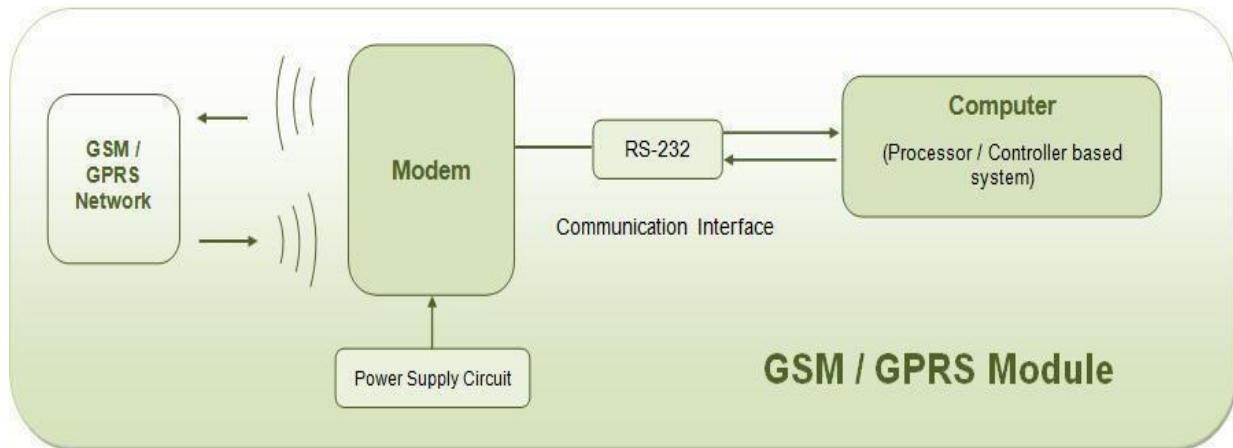 GSM /
GPRS
Network
Modem
RS-232
Communication Interface
Computer
(Processor / Controller based
system)
Power Supply Circuit
GSM / GPRS Module